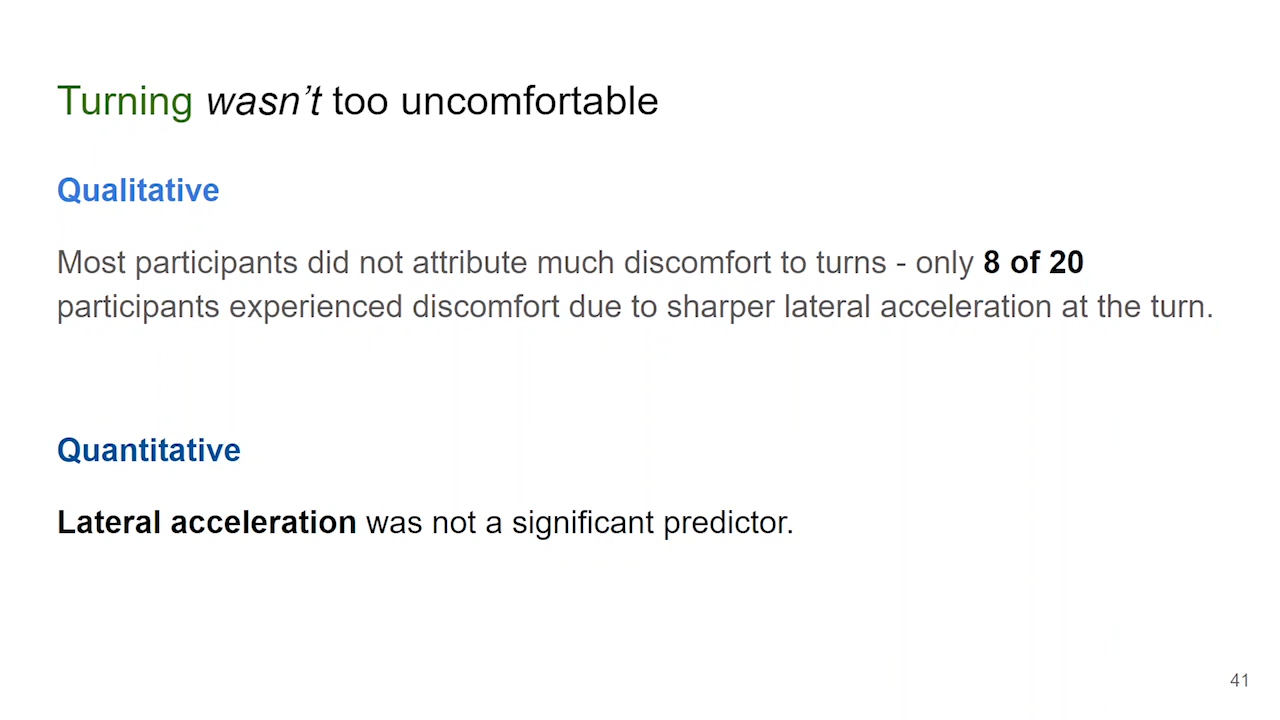 Turning wasn’t too uncomfortable
Qualitative
Most participants did not attribute much discomfort to turns - only 8 of 20
participants experienced discomfort due to sharper lateral acceleration at the turn.
Quantitative
Lateral acceleration was not a significant predictor.
41